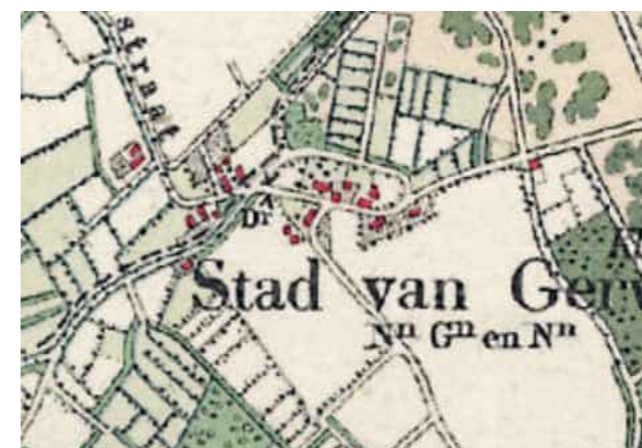 straat
Dr
Stad van Ger
Nⁿ Gⁿ en Nⁿ